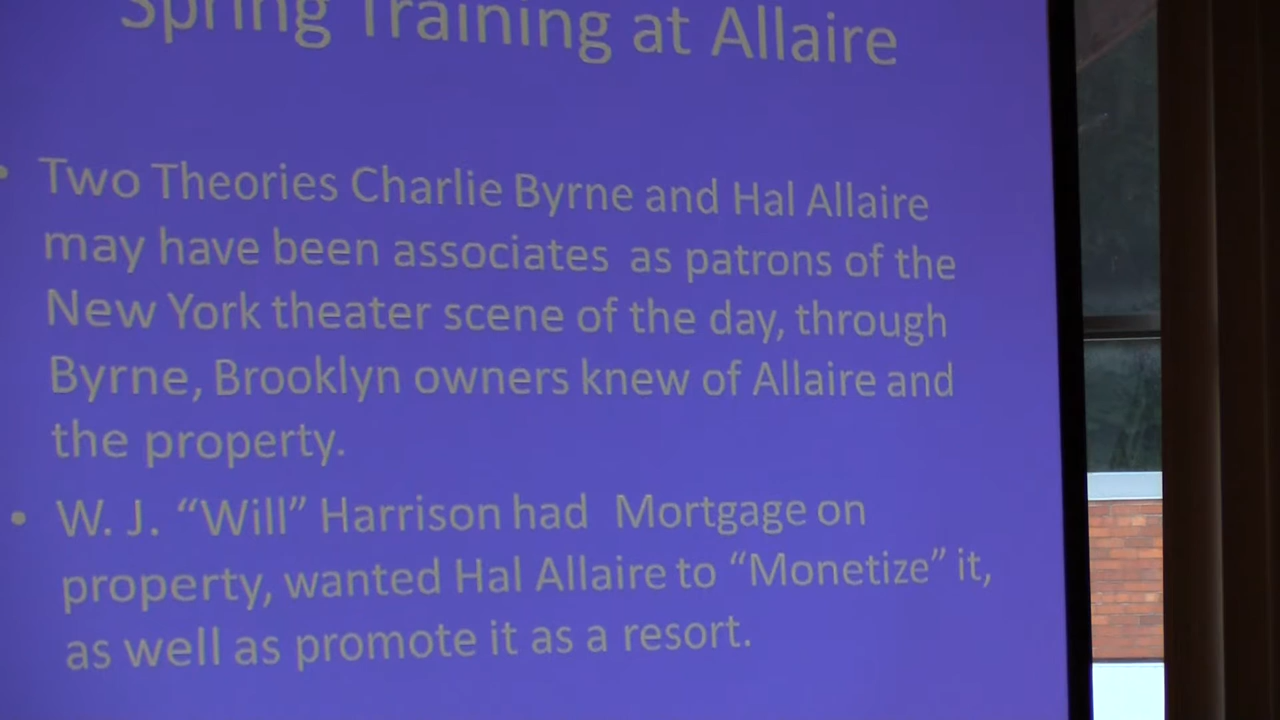 Spring Training at Allaire
• Two Theories Charlie Byrne and Hal Allaire
may have been associates as patrons of the
New York theater scene of the day, through
Byrne, Brooklyn owners knew of Allaire and
the property.
• W. J. “Will” Harrison had Mortgage on
property, wanted Hal Allaire to “Monetize” it,
as well as promote it as a resort.